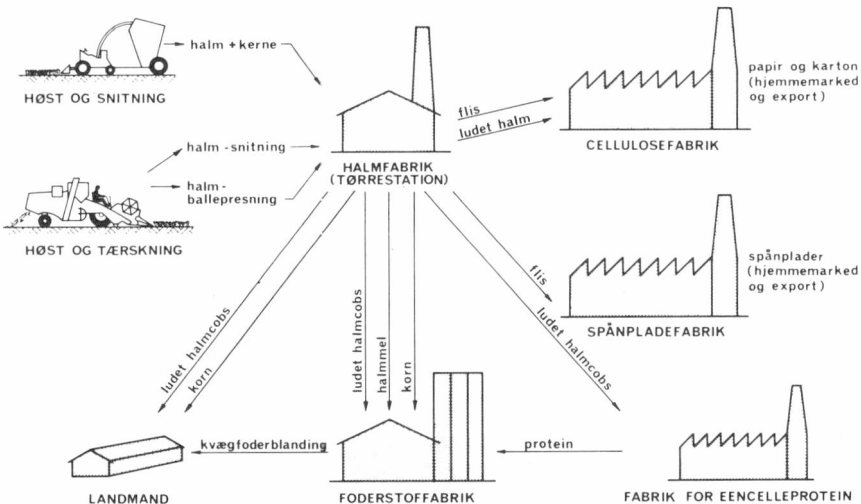 halm + kerne
HØST OG SNITNING
halm - snitning
halm -
ballepresning
HØST OG TÆRSKNING
HALMFABRIK
(TØRRESTATION)
flis
ludet halm
papir og karton
(hjemmemarked
og export)
CELLULOSEFABRIK
flis
ludet halmcobs
spånplader
(hjemmemarked
og export)
SPÅNPLADEFABRIK
ludet halmcobs
korn
ludet halmcobs
halmmel
korn
kvægfoderblanding
protein
LANDMAND
FODERSTOFFABRIK
FABRIK FOR EENCELLEPROTEIN